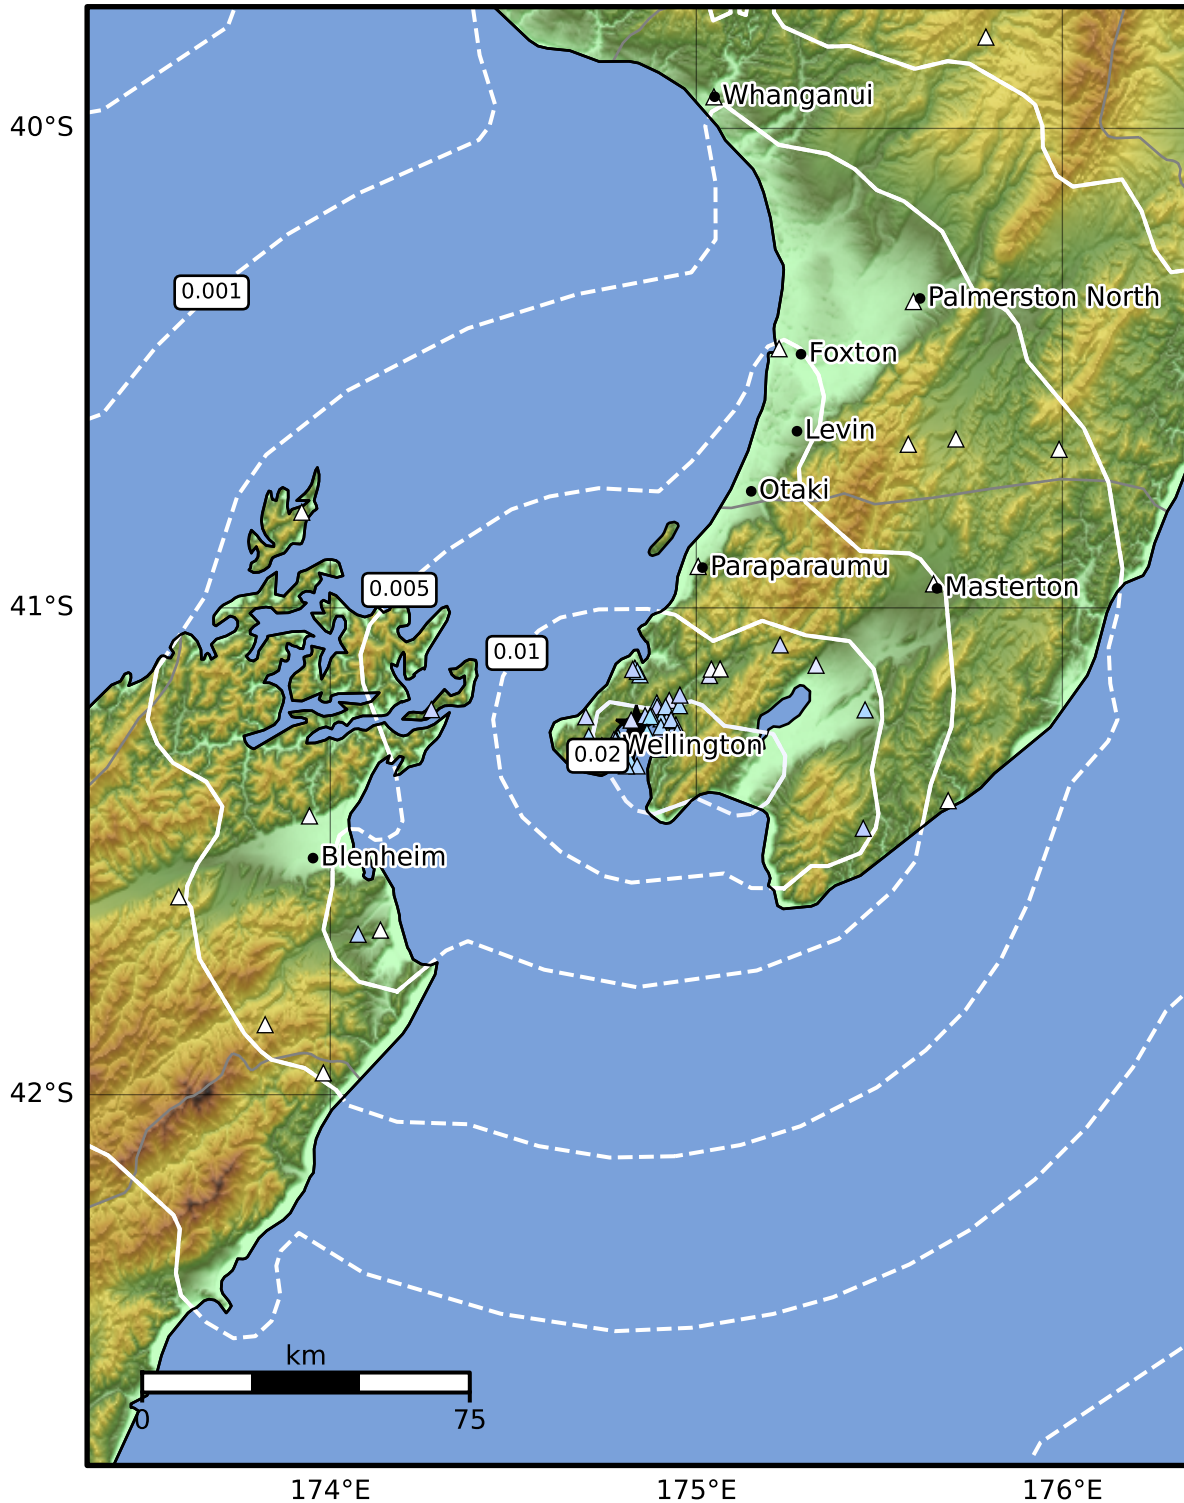 Whanganui
40°S
0.001
Palmerston North
Foxton
Levin
Otaki
Paraparaumu
0.005
Masterton
41°S
0.01
Wellington
0.02
Blenheim
42°S
km
0
75
174°E
175°E
176°E